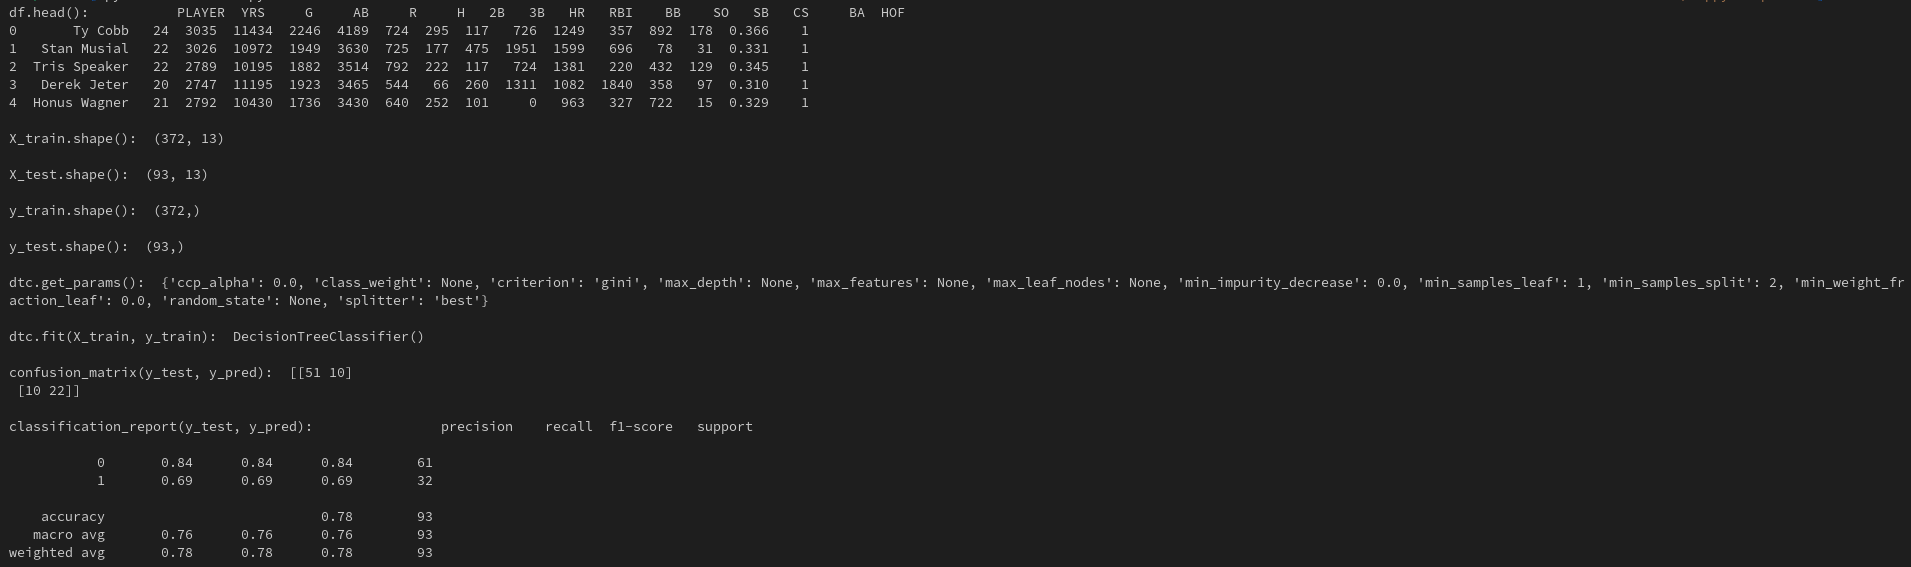 df.head():           PLAYER  YRS     G     AB     R     H   2B   3B   HR   RBI    BB    SO   SB   CS     BA  HOF
0       Ty Cobb   24  3035  11434  2246  4189  724  295  117   726  1249   357  892  178  0.366    1
1   Stan Musial   22  3026  10972  1949  3630  725  177  475  1951  1599   696   78   31  0.331    1
2  Tris Speaker   22  2789  10195  1882  3514  792  222  117   724  1381   220  432  129  0.345    1
3   Derek Jeter   20  2747  11195  1923  3465  544   66  260  1311  1082  1840  358   97  0.310    1
4  Honus Wagner   21  2792  10430  1736  3430  640  252  101     0   963   327  722   15  0.329    1
X_train.shape():  (372, 13)
X_test.shape():  (93, 13)
y_train.shape():  (372,)
y_test.shape():  (93,)
dtc.get_params():  {'ccp_alpha': 0.0, 'class_weight': None, 'criterion': 'gini', 'max_depth': None, 'max_features': None, 'max_leaf_nodes': None, 'min_impurity_decrease': 0.0, 'min_samples_leaf': 1, 'min_samples_split': 2, 'min_weight_fr
action_leaf': 0.0, 'random_state': None, 'splitter': 'best'}
dtc.fit(X_train, y_train):  DecisionTreeClassifier()
confusion_matrix(y_test, y_pred):  [[51 10]
 [10 22]]
classification_report(y_test, y_pred):                precision    recall  f1-score   support
           0       0.84      0.84      0.84        61
           1       0.69      0.69      0.69        32
    accuracy                           0.78        93
   macro avg       0.76      0.76      0.76        93
weighted avg       0.78      0.78      0.78        93